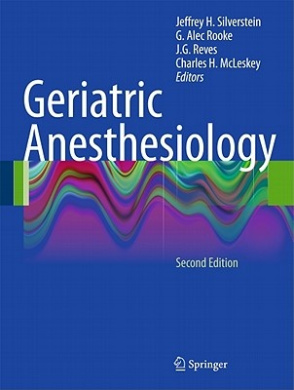 Jeffrey H. Silverstein
G. Alec Rooke
J.G. Reves
Charles H. McLeskey
Editors
Geriatric
Anesthesiology
Second Edition
Springer